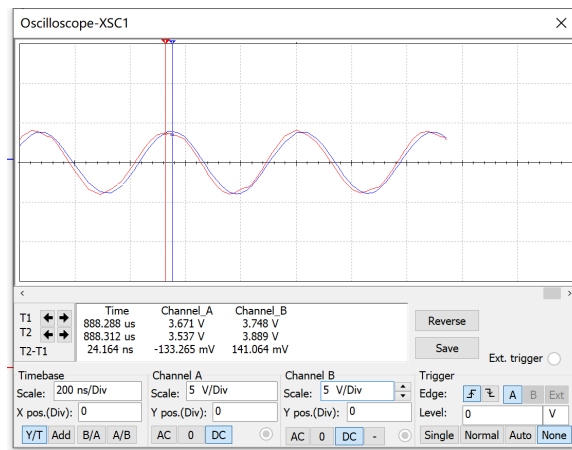 Oscilloscope-XSC1
Time Channel_A Channel_B
T1 888.288 us 3.671 V 3.748 V
T2 888.312 us 3.537 V 3.889 V
T2-T1 24.164 ns -133.265 mV 141.064 mV
Reverse
Save
Ext. trigger
Timebase
Scale: 200 ns/Div
X pos.(Div): 0
Y/T Add B/A A/B
Channel A
Scale: 5 V/Div
Y pos.(Div): 0
AC 0 DC
Channel B
Scale: 5 V/Div
Y pos.(Div): 0
AC 0 DC -
Trigger
Edge: A B Ext
Level: 0 V
Single Normal Auto None